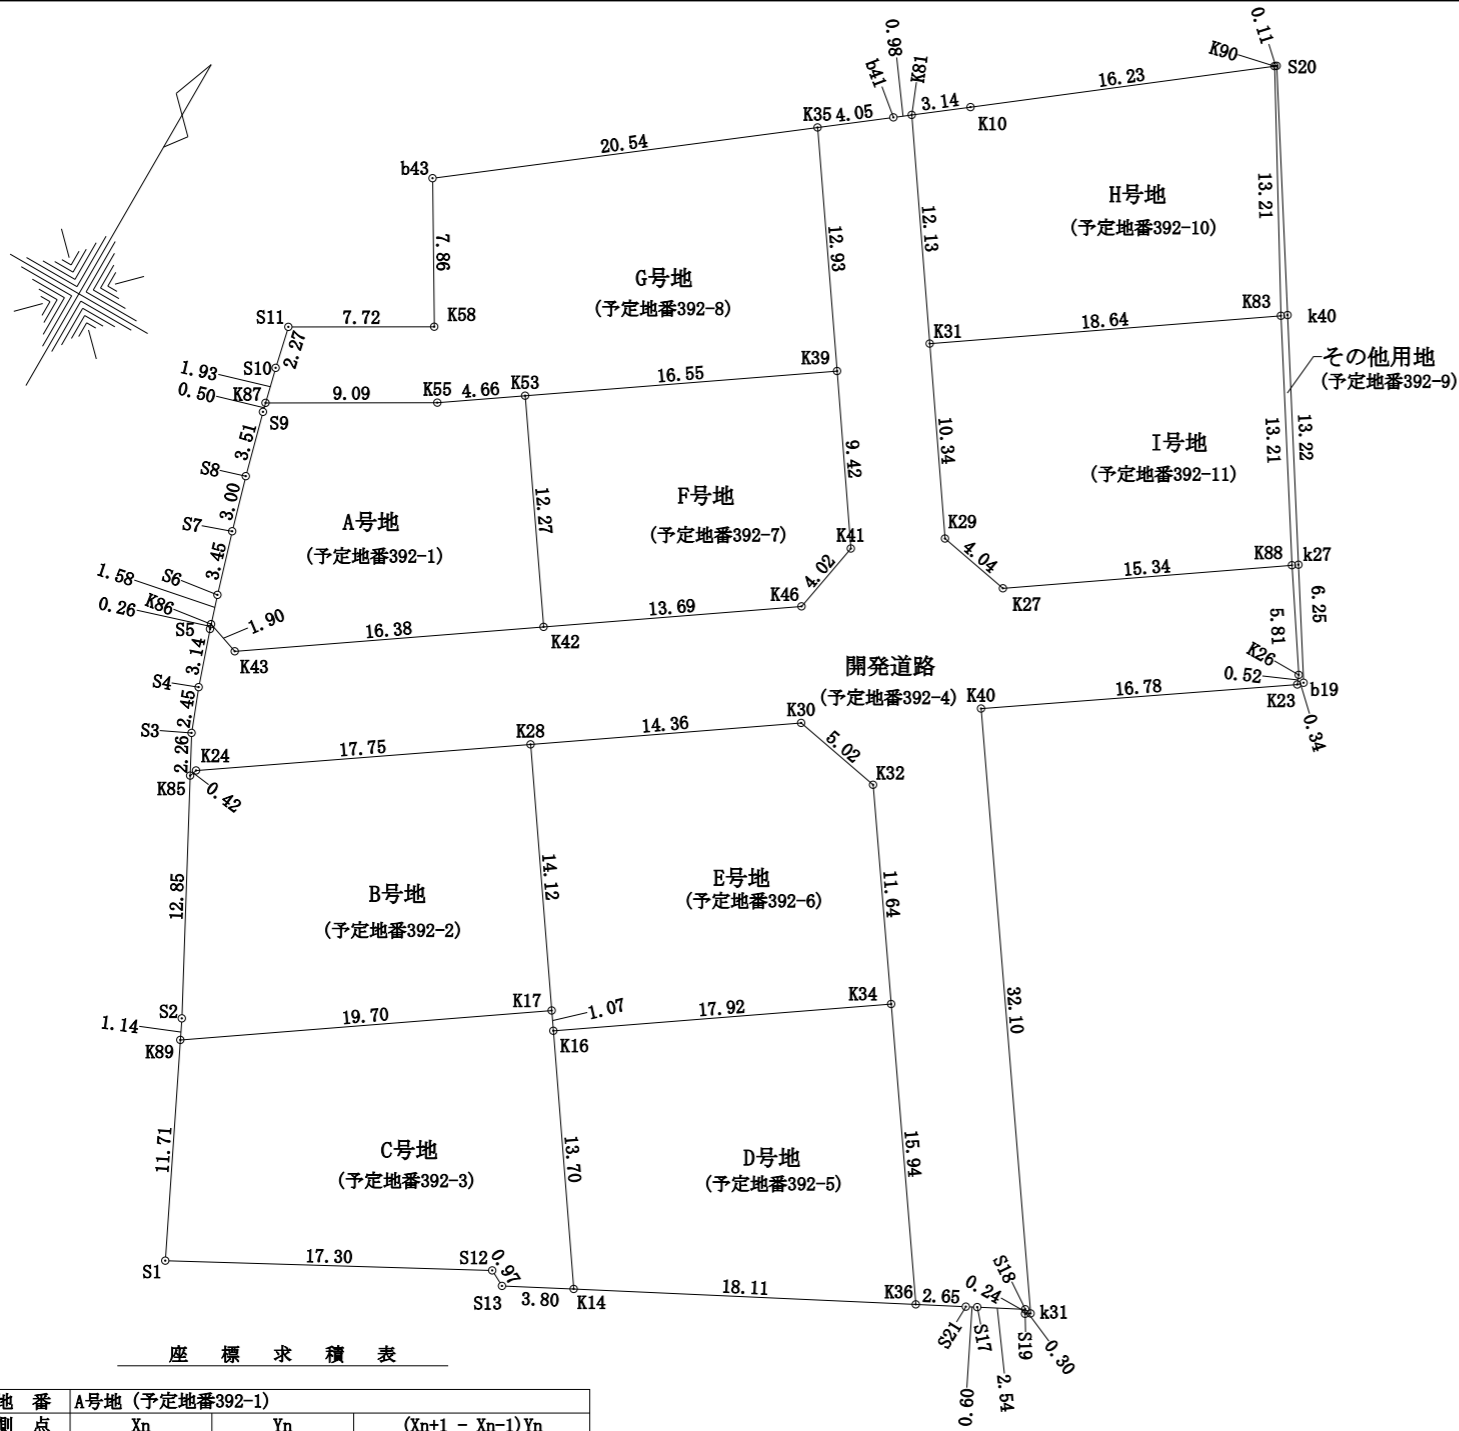 0.11
K90
S20
16.23
0.98
b41
K81
3.14
K10
K35
4.05
20.54
b43
7.86
12.93
12.13
13.21
H号地
(予定地番392-10)
G号地
(予定地番392-8)
S11
7.72
K58
2.27
K83
k40
K31
18.64
その他用地
(予定地番392-9)
S10
1.93
K39
0.50
K87
9.09
K55
4.66
K53
16.55
S9
3.51
9.42
10.34
13.21
13.22
I号地
(予定地番392-11)
S8
3.00
A号地
(予定地番392-1)
12.27
F号地
(予定地番392-7)
S7
K41
K29
3.45
4.02
4.04
K88
k27
1.58
S6
15.34
K46
K27
0.26
K86
13.69
S5
1.90
16.38
K42
6.25
5.81
3.14
K43
開発道路
(予定地番392-4)
K26
0.52
b19
S4
2.45
K40
16.78
K23
0.34
S3
K30
14.36
K28
2.26
K24
17.75
5.02
K85
0.42
K32
12.85
14.12
11.64
B号地
(予定地番392-2)
E号地
(予定地番392-6)
S2
K17
K34
1.14
19.70
1.07
17.92
32.10
K89
K16
11.71
C号地
(予定地番392-3)
13.70
D号地
(予定地番392-5)
15.94
S1
17.30
S12
0.97
S13
3.80
K14
18.11
K36
2.65
0.24
S18
k31
S21
S17
S19
0.30
0.60
2.54
座標求積表
地番 A号地 (予定地番392-1)
測点 Xn Yn (Xn+1 - Xn-1)Yn